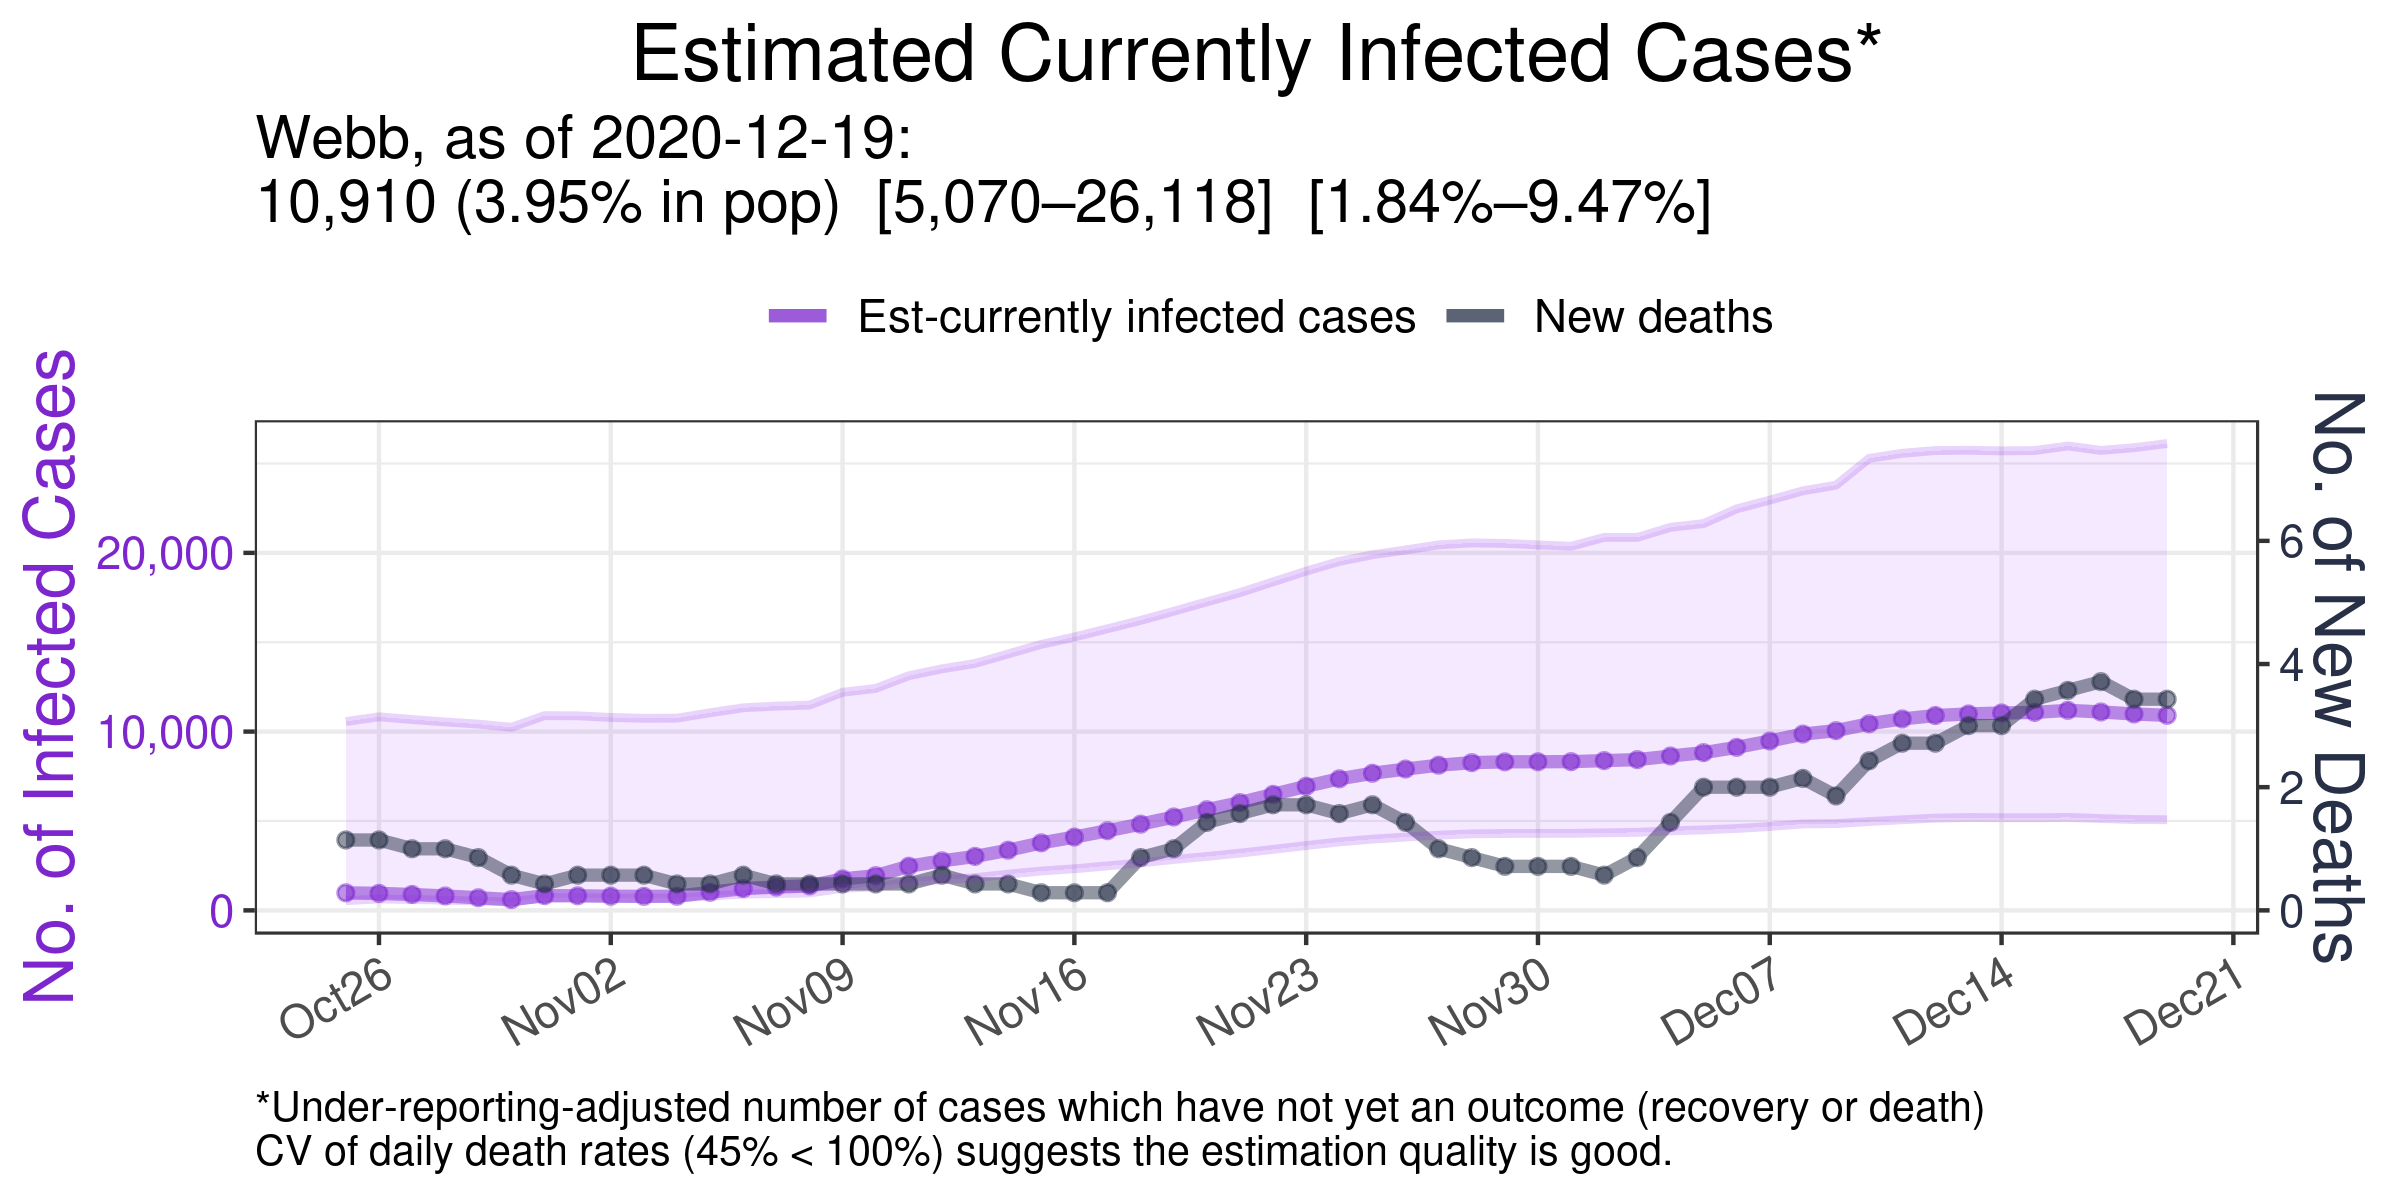 Estimated Currently Infected Cases*
Webb, as of 2020-12-19:
10,910 (3.95% in pop)  [5,070–26,118]  [1.84%–9.47%]
Est-currently infected cases
New deaths
No. of Infected Cases
20,000
10,000
0
No. of New Deaths
6
4
2
0
Oct26
Nov02
Nov09
Nov16
Nov23
Nov30
Dec07
Dec14
Dec21
*Under-reporting-adjusted number of cases which have not yet an outcome (recovery or death)
CV of daily death rates (45% < 100%) suggests the estimation quality is good.